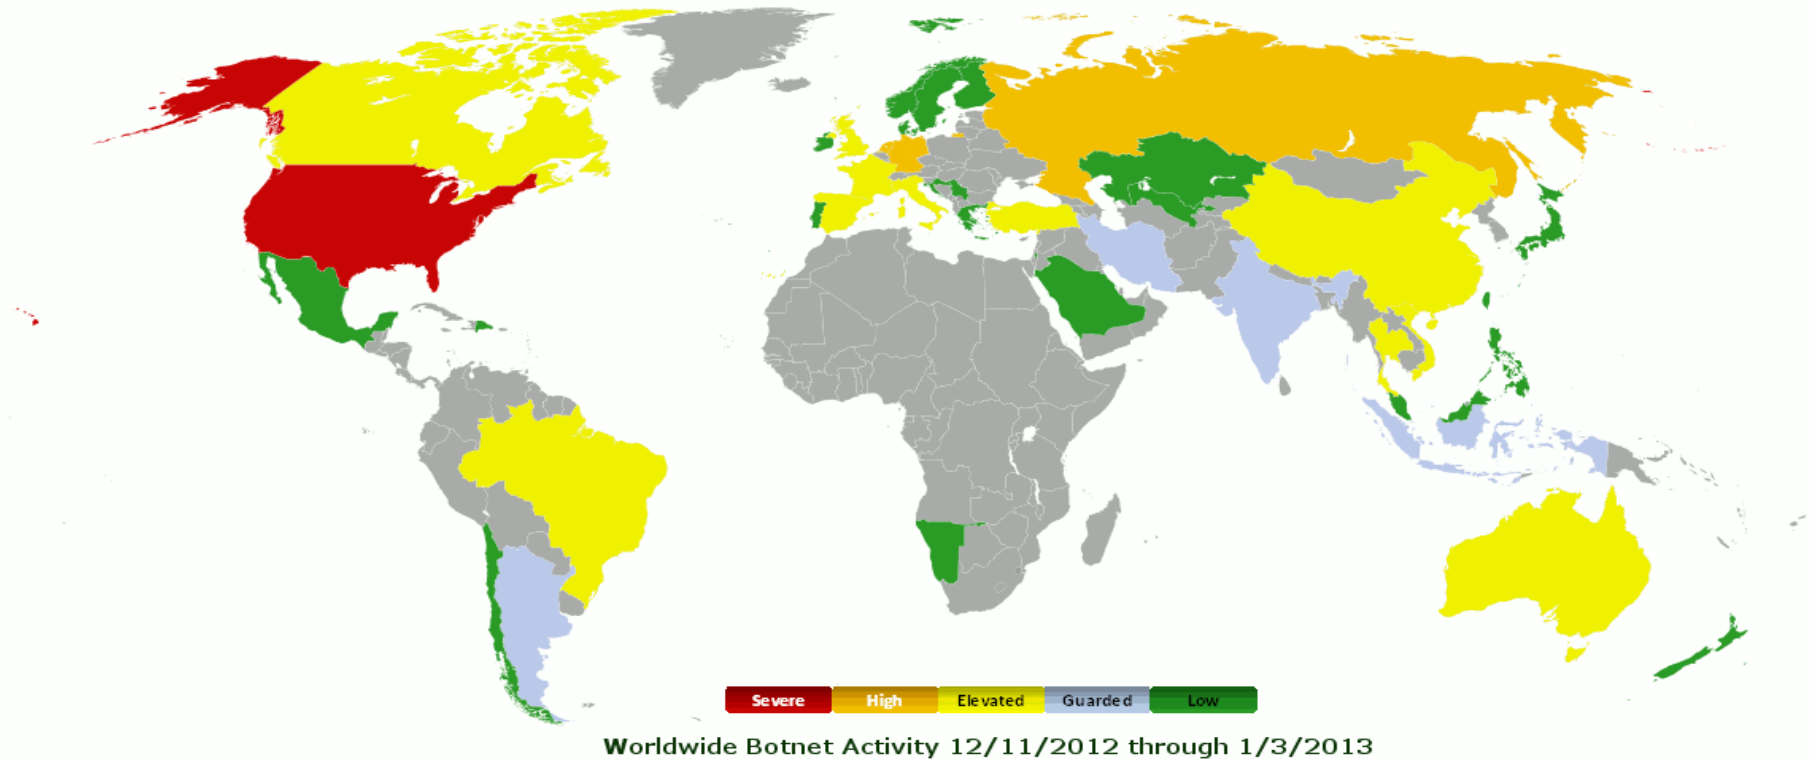 Severe High Elevated Guarded Low
Worldwide Botnet Activity 12/11/2012 through 1/3/2013